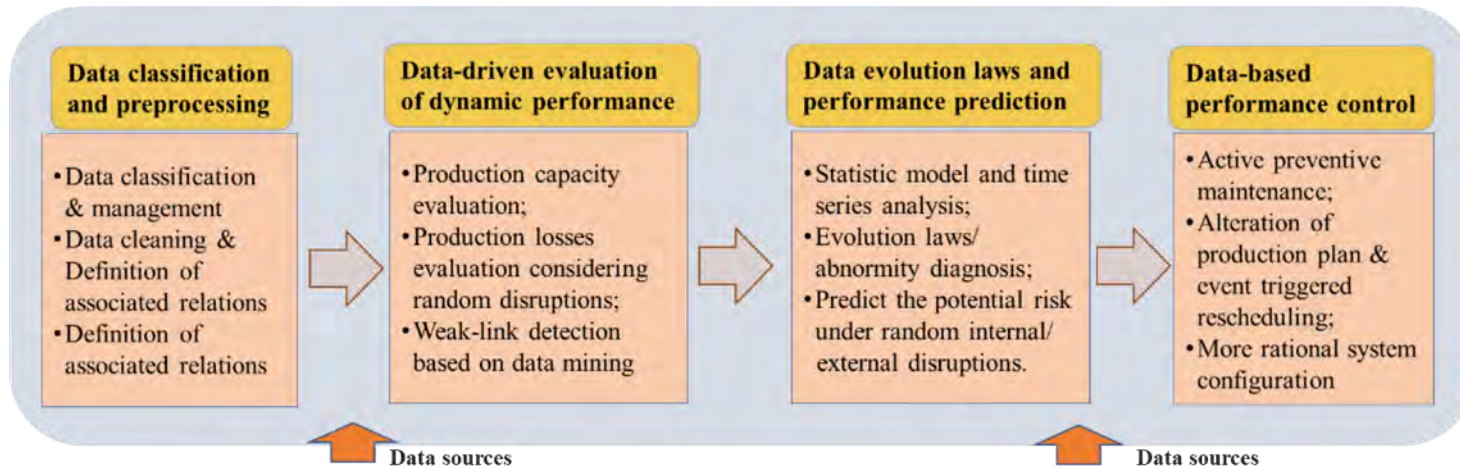 Data classification
and preprocessing
• Data classification
& management
• Data cleaning &
Definition of
associated relations
• Definition of
associated relations
Data-driven evaluation
of dynamic performance
• Production capacity
evaluation;
• Production losses
evaluation considering
random disruptions;
• Weak-link detection
based on data mining
Data evolution laws and
performance prediction
• Statistic model and time
series analysis;
• Evolution laws/
abnormity diagnosis;
• Predict the potential risk
under random internal/
external disruptions.
Data-based
performance control
• Active preventive
maintenance;
• Alteration of
production plan &
event triggered
rescheduling;
• More rational system
configuration
Data sources
Data sources